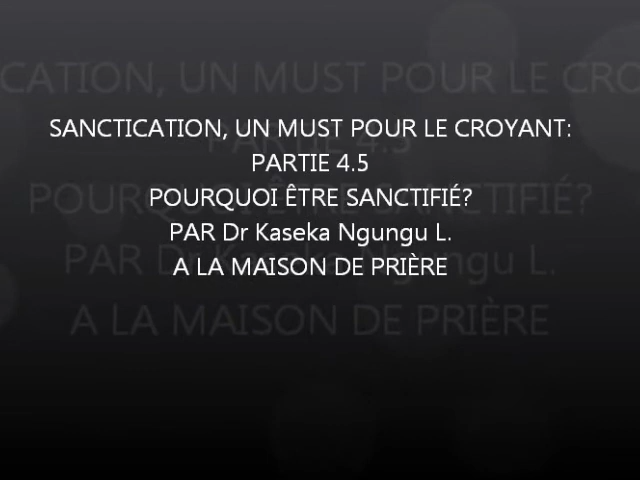 SANCTICATION, UN MUST POUR LE CROYANT:
PARTIE 4.5
POURQUOI ÊTRE SANCTIFIÉ?
PAR Dr Kaseka Ngungu L.
A LA MAISON DE PRIÈRE